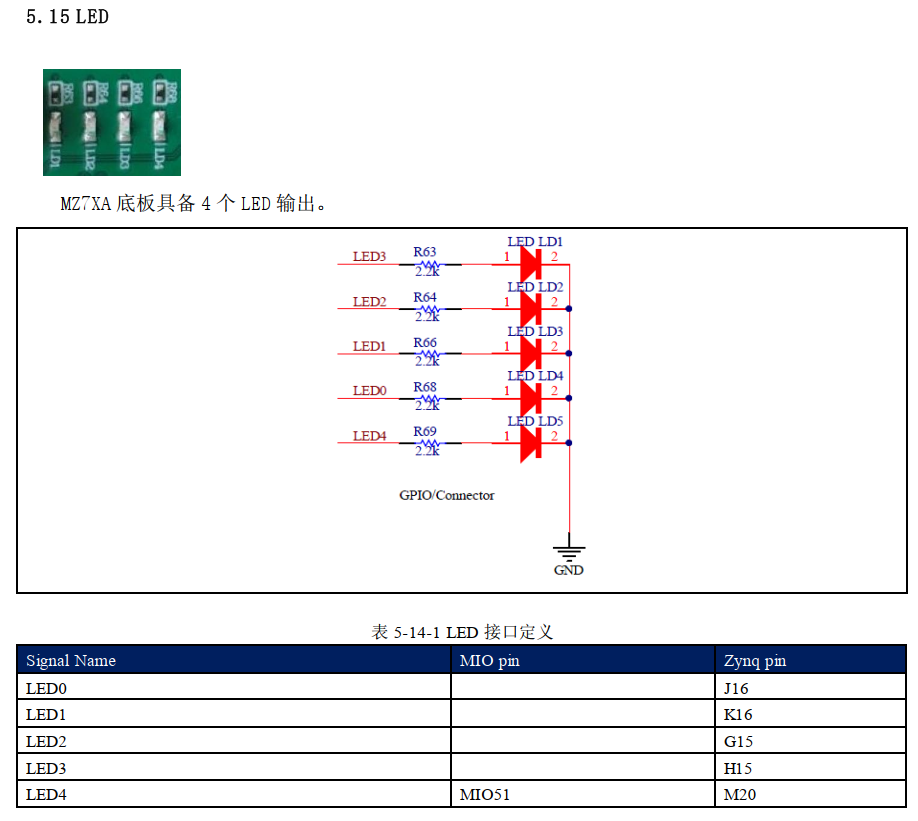 5.15 LED
R63 R64 R66 R68
LD1 LD2 LD3 LD4
MZ7XA 底板具备 4 个 LED 输出。
LED LD1
LED3 R63 1 2
2.2k
LED LD2
LED2 R64 1 2
2.2k
LED LD3
LED1 R66 1 2
2.2k
LED LD4
LED0 R68 1 2
2.2k
LED LD5
LED4 R69 1 2
2.2k
GPIO/Connector
GND
表 5-14-1 LED 接口定义
Signal Name MIO pin Zynq pin
LED0 J16
LED1 K16
LED2 G15
LED3 H15
LED4 MIO51 M20